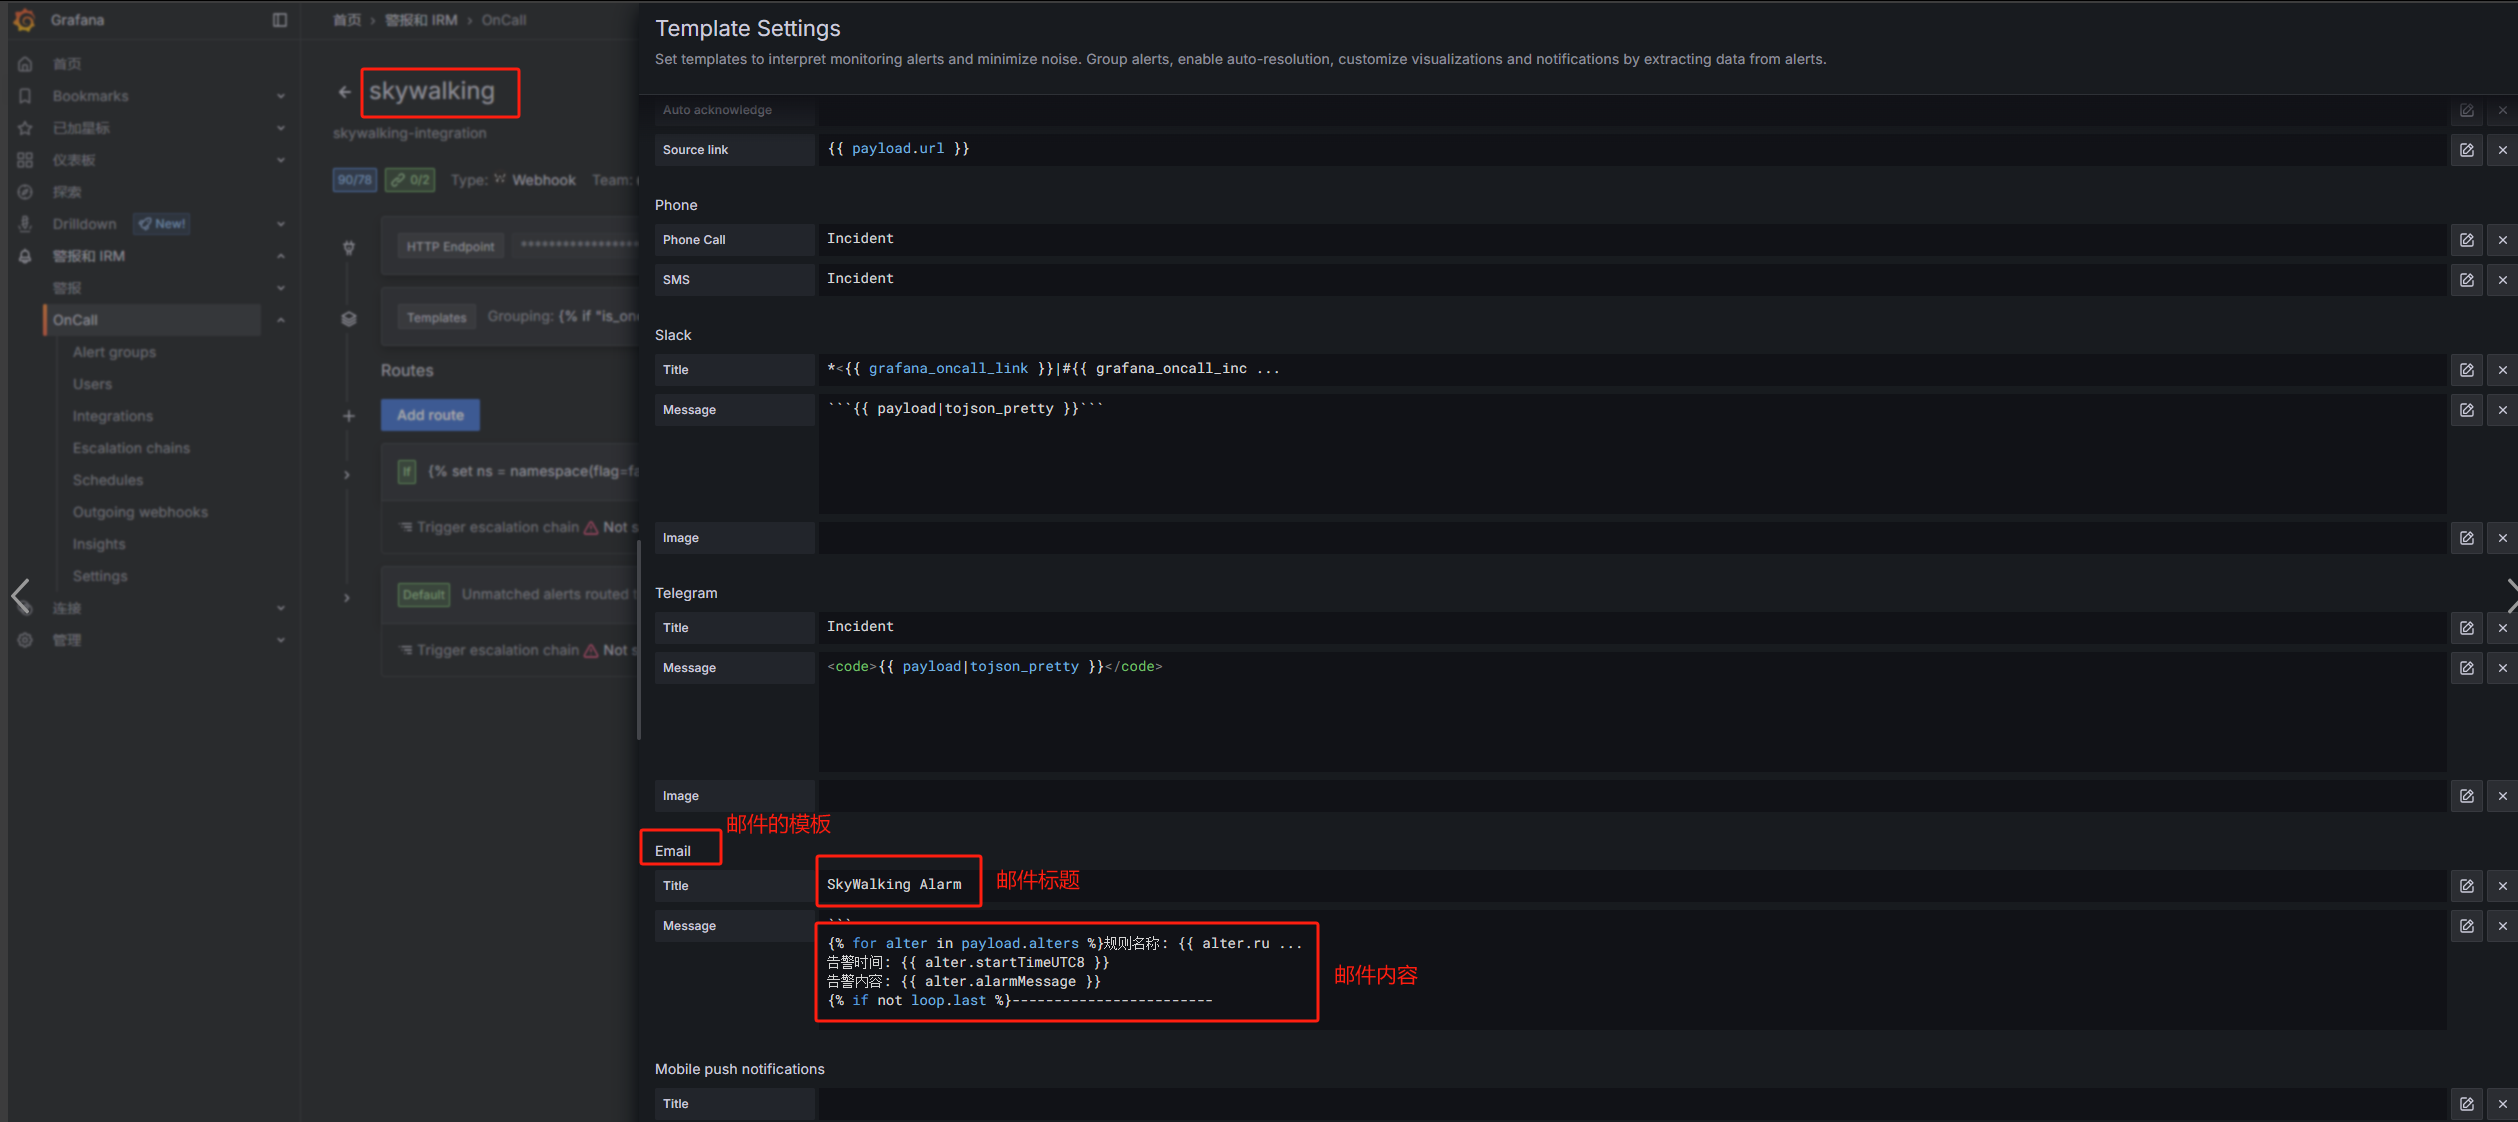 Grafana
首页 › 警报和 IRM › OnCall
首页
Bookmarks
已加星标
仪表板
探索
Drilldown
New!
警报和 IRM
警报
OnCall
Alert groups
Users
Integrations
Escalation chains
Schedules
Outgoing webhooks
Insights
Settings
连接
管理
skywalking
skywalking-integration
90/78
0/2
Type: Webhook
Team:
HTTP Endpoint
******************
Templates
Grouping: {% if "is_on
Routes
Add route
If
{% set ns = namespace(flag=fa
Trigger escalation chain
Not s
Default
Unmatched alerts routed t
Trigger escalation chain
Not s
Template Settings
Set templates to interpret monitoring alerts and minimize noise. Group alerts, enable auto-resolution, customize visualizations and notifications by extracting data from alerts.
Auto acknowledge
Source link
{{ payload.url }}
Phone
Phone Call
Incident
SMS
Incident
Slack
Title
*<{{ grafana_oncall_link }}|#{{ grafana_oncall_inc ...
Message
```{{ payload|tojson_pretty }}```
Image
Telegram
Title
Incident
Message
<code>{{ payload|tojson_pretty }}</code>
Image
邮件的模板
Email
Title
SkyWalking Alarm
邮件标题
Message
```
{% for alter in payload.alters %}规则名称: {{ alter.ru ...
告警时间: {{ alter.startTimeUTC8 }}
告警内容: {{ alter.alarmMessage }}
{% if not loop.last %}------------------------
邮件内容
Mobile push notifications
Title